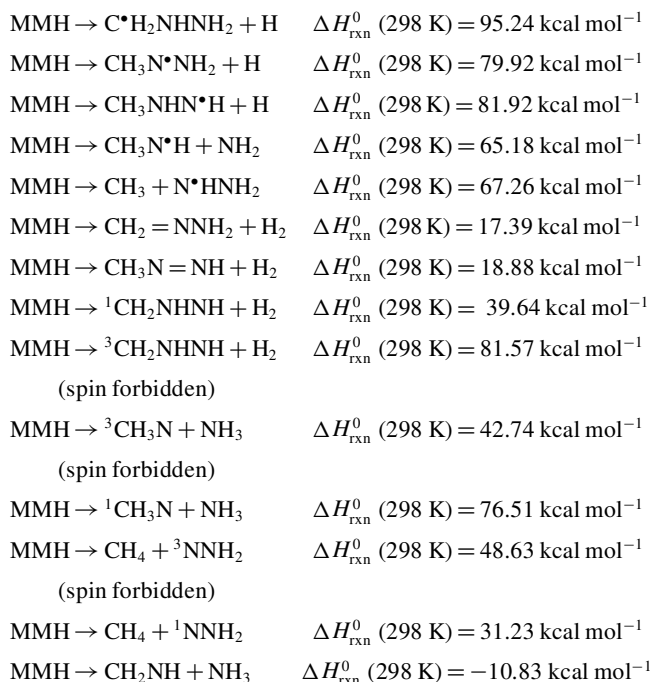 MMH → C•H₂NHNH₂ + H ΔH⁰ᵣₓₙ (298 K) = 95.24 kcal mol⁻¹
MMH → CH₃N•NH₂ + H ΔH⁰ᵣₓₙ (298 K) = 79.92 kcal mol⁻¹
MMH → CH₃NHN•H + H ΔH⁰ᵣₓₙ (298 K) = 81.92 kcal mol⁻¹
MMH → CH₃N•H + NH₂ ΔH⁰ᵣₓₙ (298 K) = 65.18 kcal mol⁻¹
MMH → CH₃ + N•HNH₂ ΔH⁰ᵣₓₙ (298 K) = 67.26 kcal mol⁻¹
MMH → CH₂ = NNH₂ + H₂ ΔH⁰ᵣₓₙ (298 K) = 17.39 kcal mol⁻¹
MMH → CH₃N = NH + H₂ ΔH⁰ᵣₓₙ (298 K) = 18.88 kcal mol⁻¹
MMH → ¹CH₂NHNH + H₂ ΔH⁰ᵣₓₙ (298 K) = 39.64 kcal mol⁻¹
MMH → ³CH₂NHNH + H₂ ΔH⁰ᵣₓₙ (298 K) = 81.57 kcal mol⁻¹
(spin forbidden)
MMH → ³CH₃N + NH₃ ΔH⁰ᵣₓₙ (298 K) = 42.74 kcal mol⁻¹
(spin forbidden)
MMH → ¹CH₃N + NH₃ ΔH⁰ᵣₓₙ (298 K) = 76.51 kcal mol⁻¹
MMH → CH₄ + ³NNH₂ ΔH⁰ᵣₓₙ (298 K) = 48.63 kcal mol⁻¹
(spin forbidden)
MMH → CH₄ + ¹NNH₂ ΔH⁰ᵣₓₙ (298 K) = 31.23 kcal mol⁻¹
MMH → CH₂NH + NH₃ ΔH⁰ᵣₓₙ (298 K) = −10.83 kcal mol⁻¹